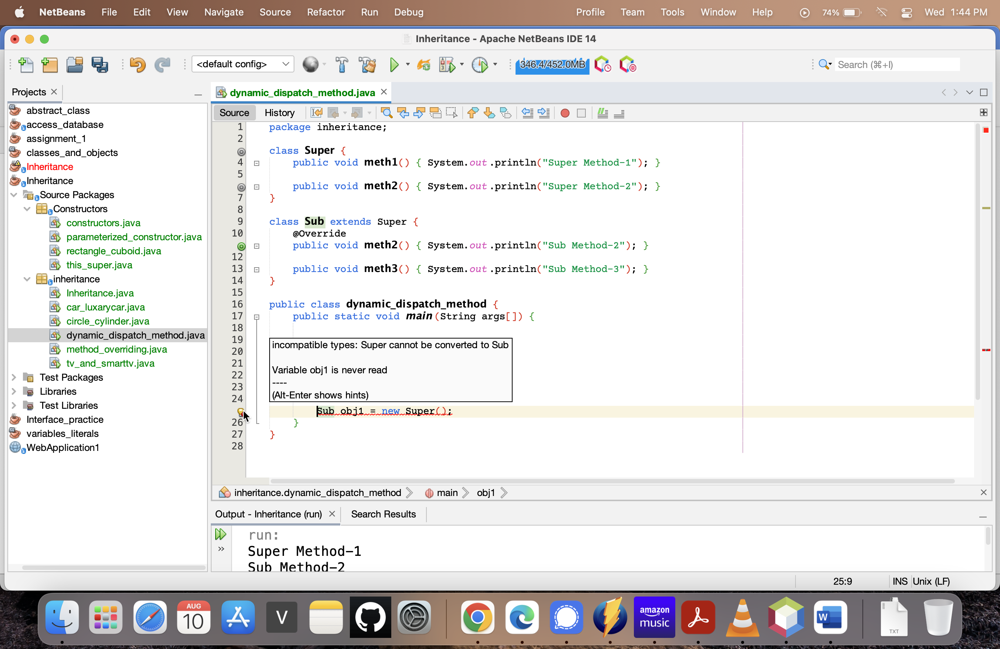 NetBeans File Edit View Navigate Source Refactor Run Debug Profile Team Tools Window Help 74% Wed 1:44 PM
Inheritance - Apache NetBeans IDE 14
<default config> 346.4/452.0MB Search (⌘+I)
Projects
abstract_class
access_database
assignment_1
classes_and_objects
Inheritance
Inheritance
Source Packages
Constructors
constructors.java
parameterized_constructor.java
rectangle_cuboid.java
this_super.java
inheritance
Inheritance.java
car_luxarycar.java
circle_cylinder.java
dynamic_dispatch_method.java
method_overriding.java
tv_and_smarttv.java
Test Packages
Libraries
Test Libraries
Interface_practice
variables_literals
WebApplication1
dynamic_dispatch_method.java
Source History
1 package inheritance;
2
class Super {
4 public void meth1() { System.out.println("Super Method-1"); }
5
public void meth2() { System.out.println("Super Method-2"); }
7 }
8
9 class Sub extends Super {
10 @Override
public void meth2() { System.out.println("Sub Method-2"); }
12
13 public void meth3() { System.out.println("Sub Method-3"); }
14 }
15
16 public class dynamic_dispatch_method {
17 public static void main(String args[]) {
18
19
20
21
22
23
24
incompatible types: Super cannot be converted to Sub
Variable obj1 is never read
----
(Alt-Enter shows hints)
Sub obj1 = new Super();
26 }
27 }
28
inheritance.dynamic_dispatch_method main obj1
Output - Inheritance (run) Search Results
run:
Super Method-1
Sub Method-2
25:9 INS Unix (LF)
AUG
10
V
amazon
music
W
TXT